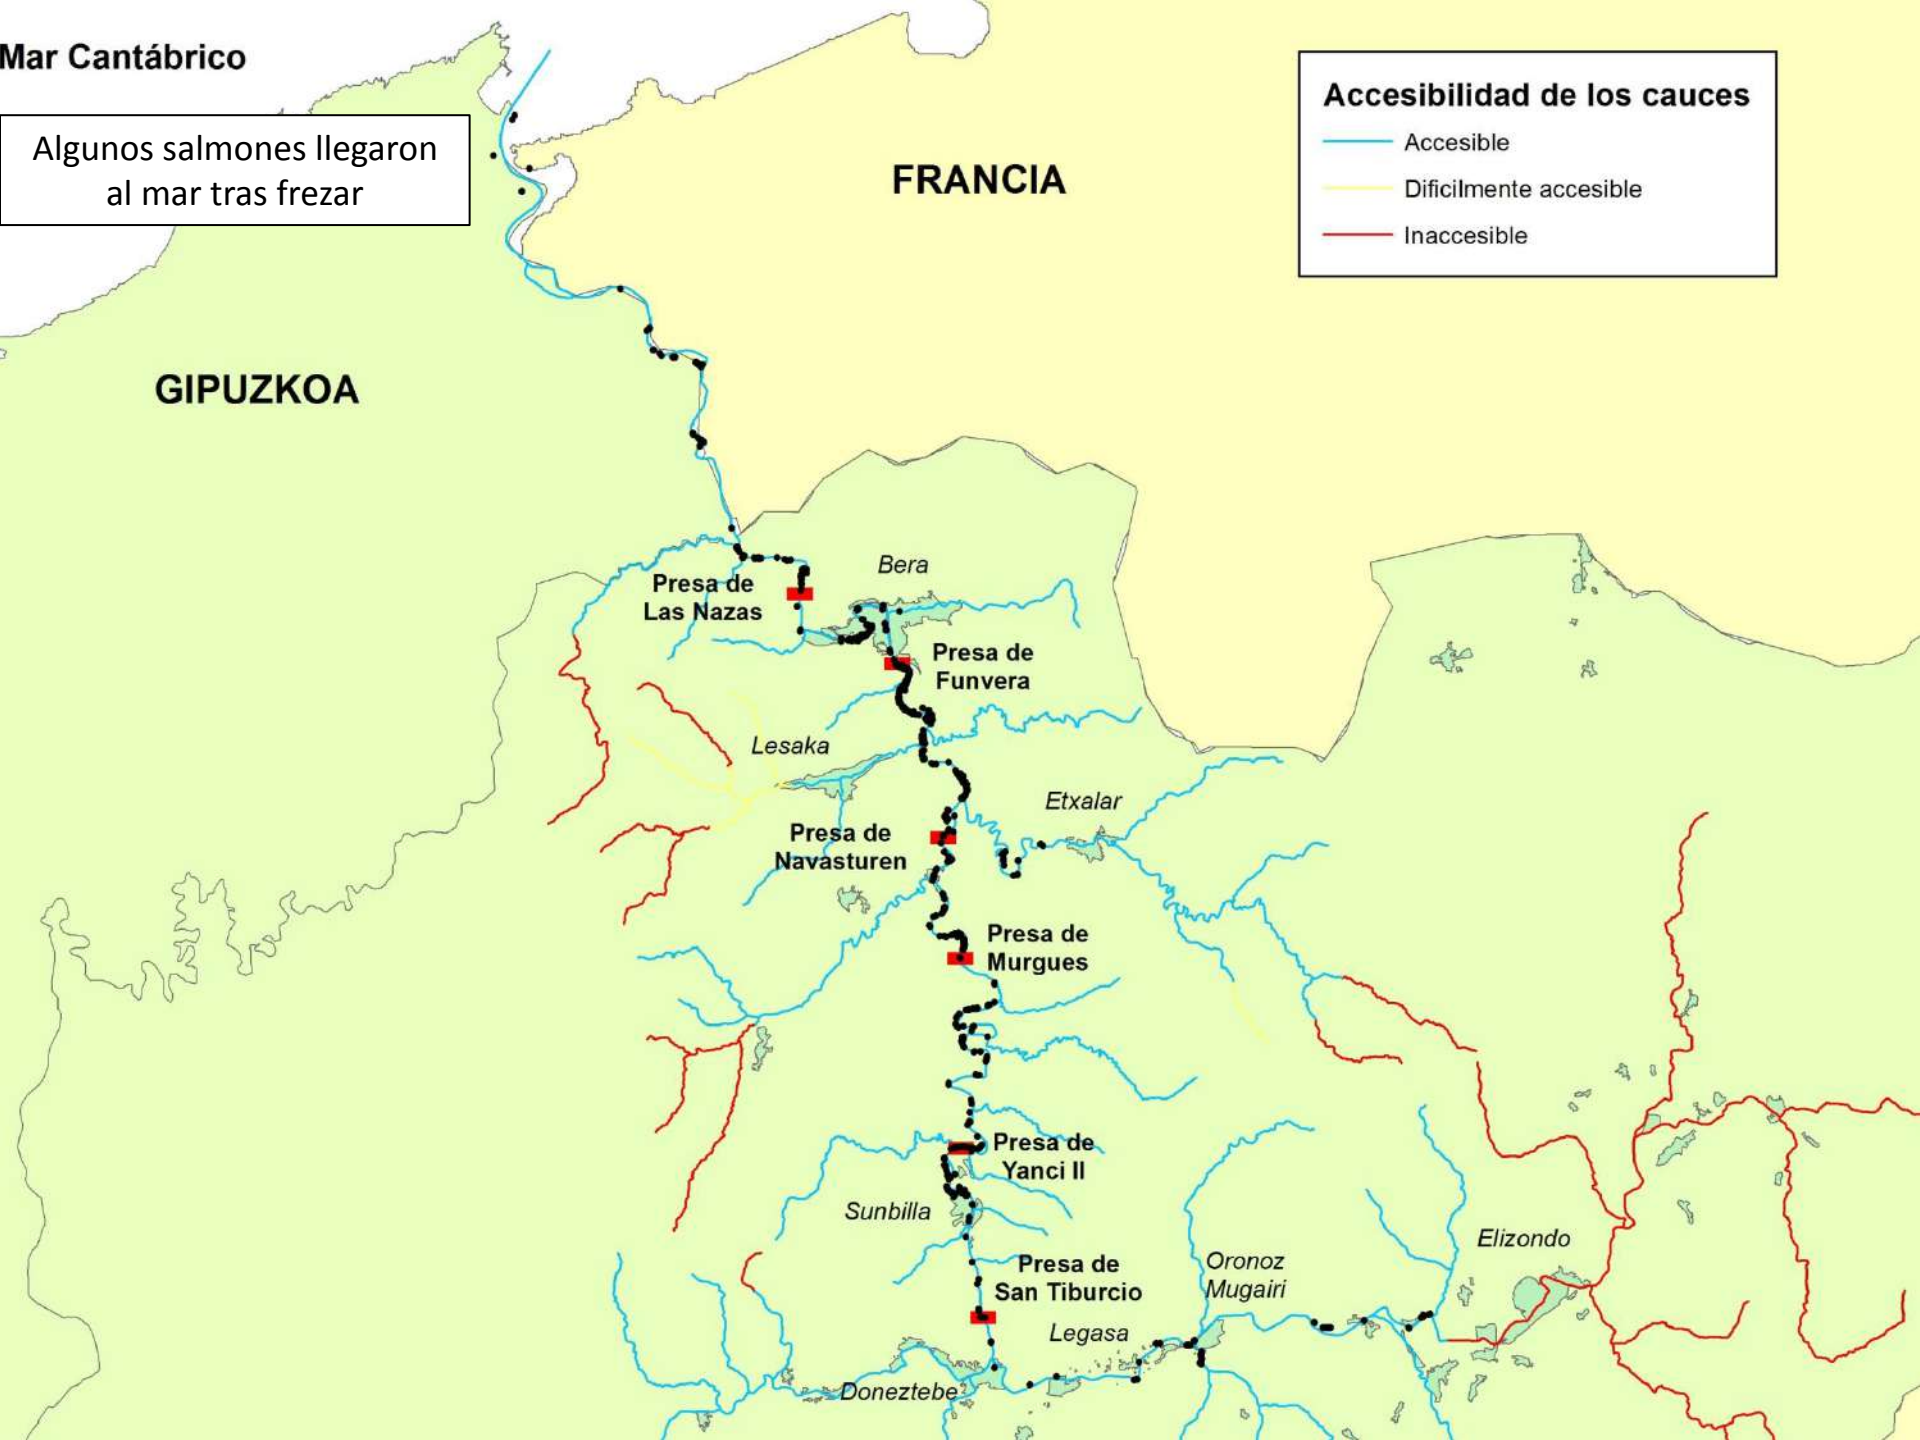 Mar Cantábrico
Algunos salmones llegaron
al mar tras frezar
Accesibilidad de los cauces
Accesible
Dificilmente accesible
Inaccesible
FRANCIA
GIPUZKOA
Bera
Presa de
Las Nazas
Presa de
Funvera
Lesaka
Etxalar
Presa de
Navasturen
Presa de
Murgues
Presa de
Yanci II
Sunbilla
Elizondo
Oronoz
Mugairi
Presa de
San Tiburcio
Legasa
Doneztebe